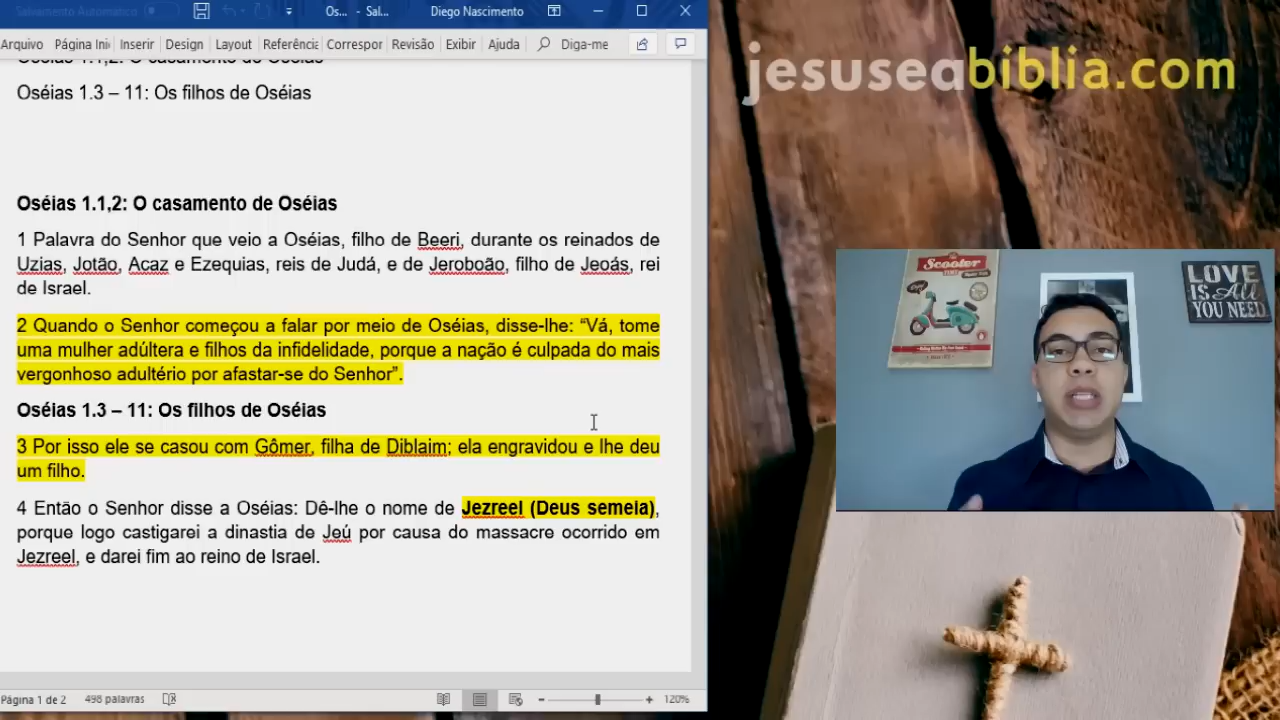 Salvamento Automático
Os... - Sal...
Diego Nascimento
Arquivo
Página Ini
Inserir
Design
Layout
Referência
Correspor
Revisão
Exibir
Ajuda
Diga-me
Oséias 1.1,2: O casamento de Oséias
Oséias 1.3 – 11: Os filhos de Oséias
Oséias 1.1,2: O casamento de Oséias
1 Palavra do Senhor que veio a Oséias, filho de Beeri, durante os reinados de
Uzias, Jotão, Acaz e Ezequias, reis de Judá, e de Jeroboão, filho de Jeoás, rei
de Israel.
2 Quando o Senhor começou a falar por meio de Oséias, disse-lhe: “Vá, tome
uma mulher adúltera e filhos da infidelidade, porque a nação é culpada do mais
vergonhoso adultério por afastar-se do Senhor”.
Oséias 1.3 – 11: Os filhos de Oséias
3 Por isso ele se casou com Gômer, filha de Diblaim; ela engravidou e lhe deu
um filho.
4 Então o Senhor disse a Oséias: Dê-lhe o nome de Jezreel (Deus semeia),
porque logo castigarei a dinastia de Jeú por causa do massacre ocorrido em
Jezreel, e darei fim ao reino de Israel.
Página 1 de 2
498 palavras
120%
jesuseabiblia.com
Scooter
LOVE
IS All
YOU NEED